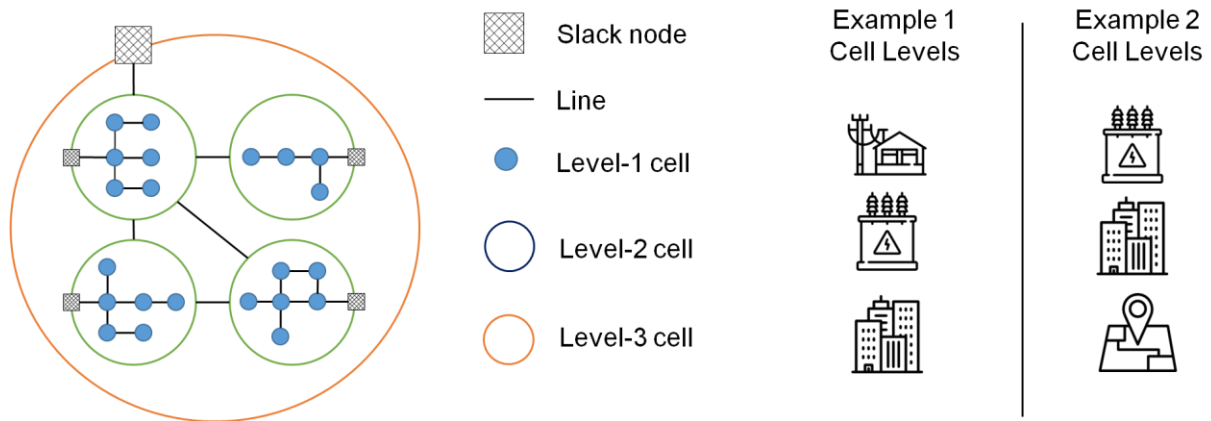 Slack node
Line
Level-1 cell
Level-2 cell
Level-3 cell
Example 1
Cell Levels
Example 2
Cell Levels